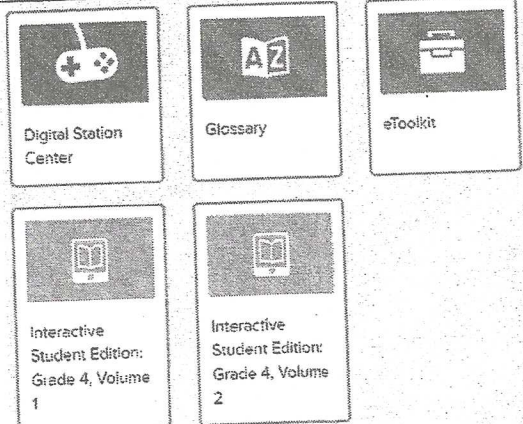 AZ
Digital Station
Center
Glossary
eToolkit
Interactive
Student Edition:
Grade 4, Volume
1
Interactive
Student Edition:
Grade 4, Volume
2